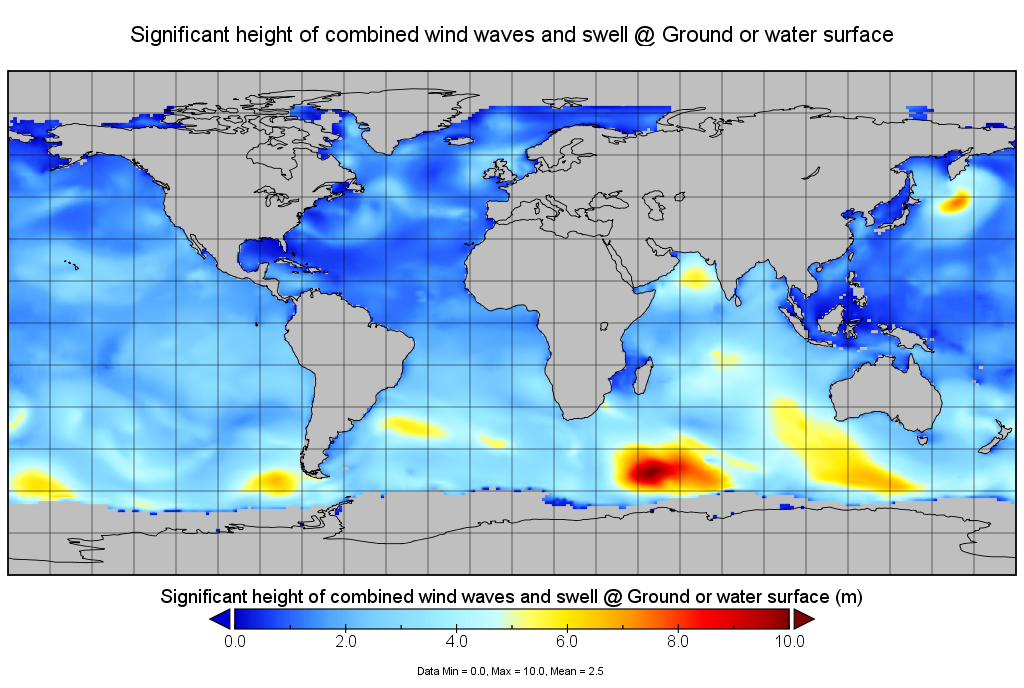 Significant height of combined wind waves and swell @ Ground or water surface
Significant height of combined wind waves and swell @ Ground or water surface (m)
0.0 2.0 4.0 6.0 8.0 10.0
Data Min = 0.0, Max = 10.0, Mean = 2.5